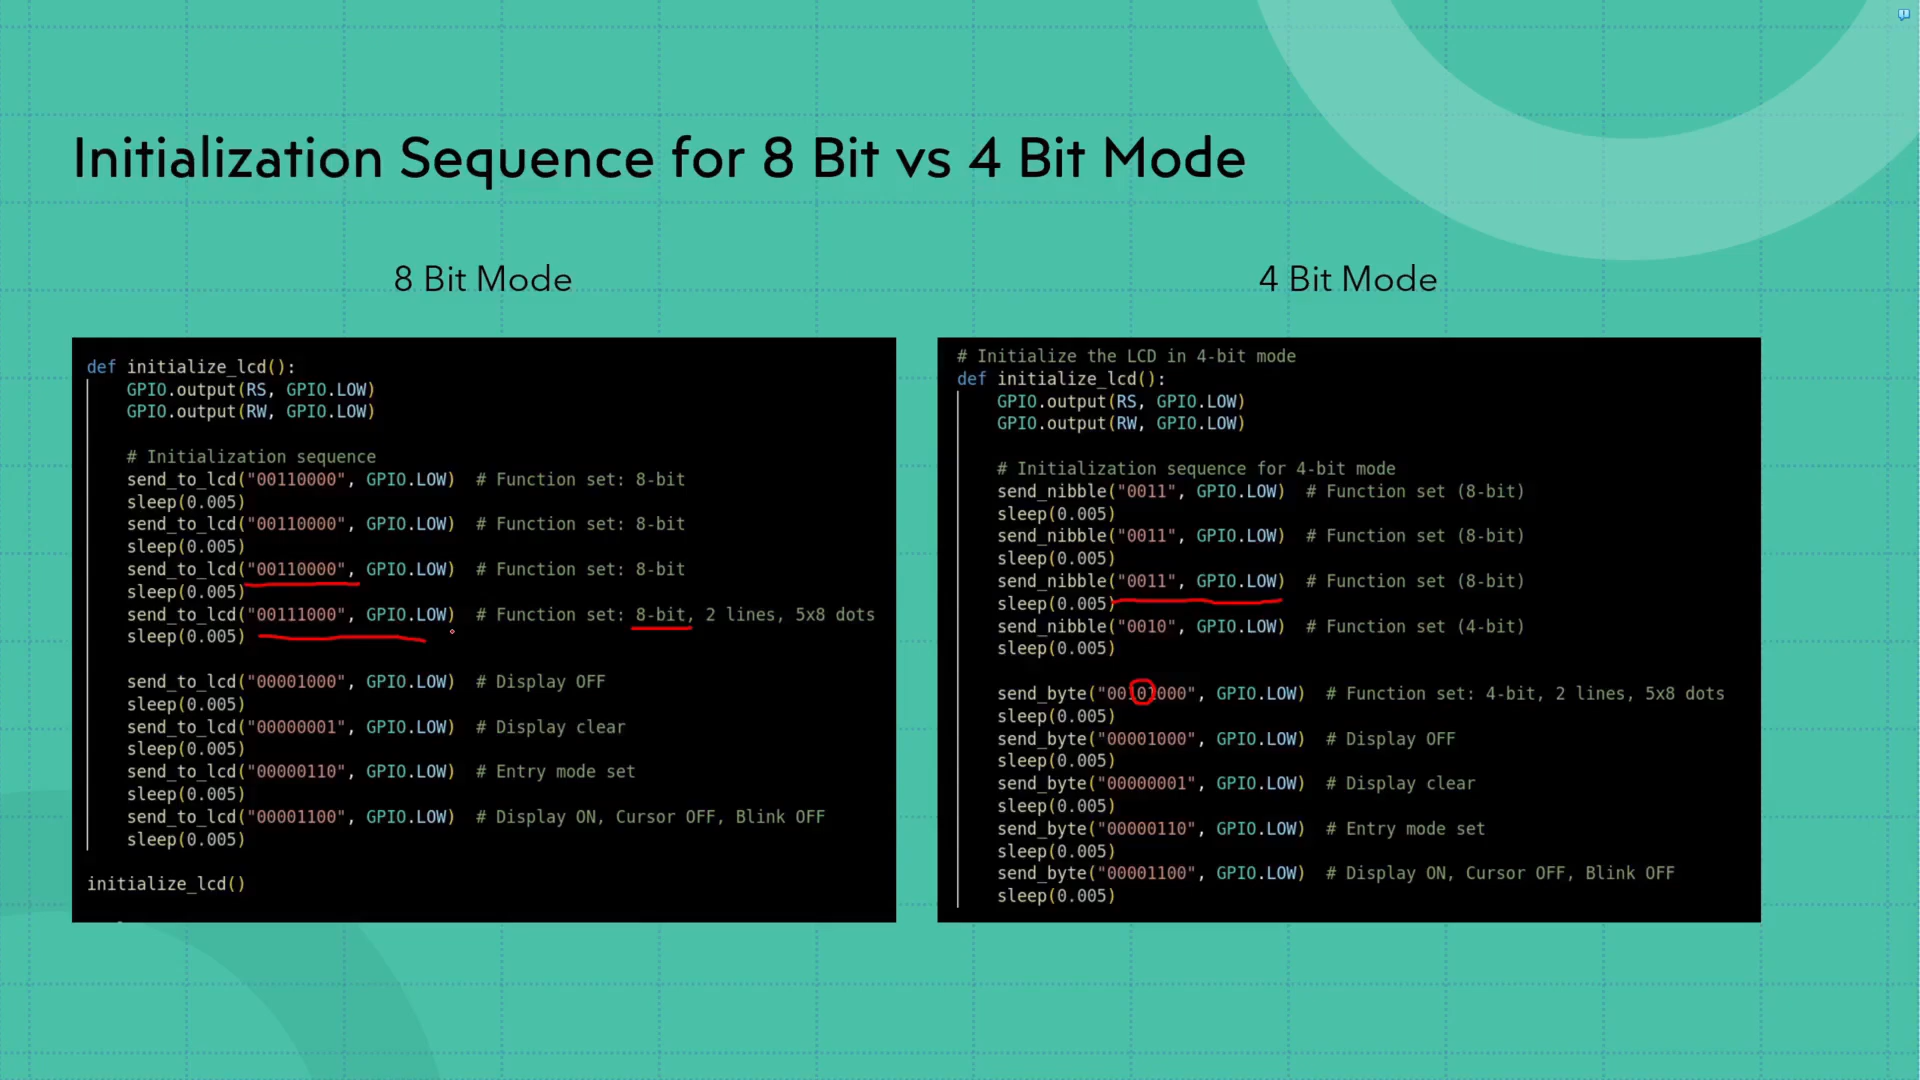 Initialization Sequence for 8 Bit vs 4 Bit Mode
8 Bit Mode
def initialize_lcd():
GPIO.output(RS, GPIO.LOW)
GPIO.output(RW, GPIO.LOW)
# Initialization sequence
send_to_lcd("00110000", GPIO.LOW)  # Function set: 8-bit
sleep(0.005)
send_to_lcd("00110000", GPIO.LOW)  # Function set: 8-bit
sleep(0.005)
send_to_lcd("00110000", GPIO.LOW)  # Function set: 8-bit
sleep(0.005)
send_to_lcd("00111000", GPIO.LOW)  # Function set: 8-bit, 2 lines, 5x8 dots
sleep(0.005)
send_to_lcd("00001000", GPIO.LOW)  # Display OFF
sleep(0.005)
send_to_lcd("00000001", GPIO.LOW)  # Display clear
sleep(0.005)
send_to_lcd("00000110", GPIO.LOW)  # Entry mode set
sleep(0.005)
send_to_lcd("00001100", GPIO.LOW)  # Display ON, Cursor OFF, Blink OFF
sleep(0.005)
initialize_lcd()
4 Bit Mode
# Initialize the LCD in 4-bit mode
def initialize_lcd():
GPIO.output(RS, GPIO.LOW)
GPIO.output(RW, GPIO.LOW)
# Initialization sequence for 4-bit mode
send_nibble("0011", GPIO.LOW)  # Function set (8-bit)
sleep(0.005)
send_nibble("0011", GPIO.LOW)  # Function set (8-bit)
sleep(0.005)
send_nibble("0011", GPIO.LOW)  # Function set (8-bit)
sleep(0.005)
send_nibble("0010", GPIO.LOW)  # Function set (4-bit)
sleep(0.005)
send_byte("00101000", GPIO.LOW)  # Function set: 4-bit, 2 lines, 5x8 dots
sleep(0.005)
send_byte("00001000", GPIO.LOW)  # Display OFF
sleep(0.005)
send_byte("00000001", GPIO.LOW)  # Display clear
sleep(0.005)
send_byte("00000110", GPIO.LOW)  # Entry mode set
sleep(0.005)
send_byte("00001100", GPIO.LOW)  # Display ON, Cursor OFF, Blink OFF
sleep(0.005)